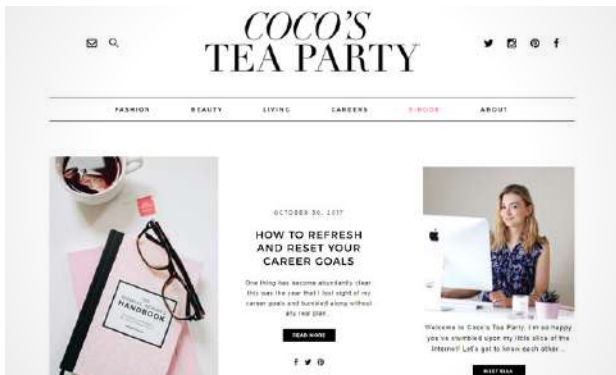 COCO'S
TEA PARTY
FASHION BEAUTY LIVING CAREERS E-BOOK ABOUT
OCTOBER 30, 2017
HOW TO REFRESH
AND RESET YOUR
CAREER GOALS
One thing has become abundantly clear:
this was the year that I lost sight of my
career goals and bumbled along without
any real plan.
READ MORE
HANDBOOK
Welcome to Coco's Tea Party. I'm so happy
you've stumbled upon my little slice of the
Internet! Let's get to know each other...
MEET ELLA